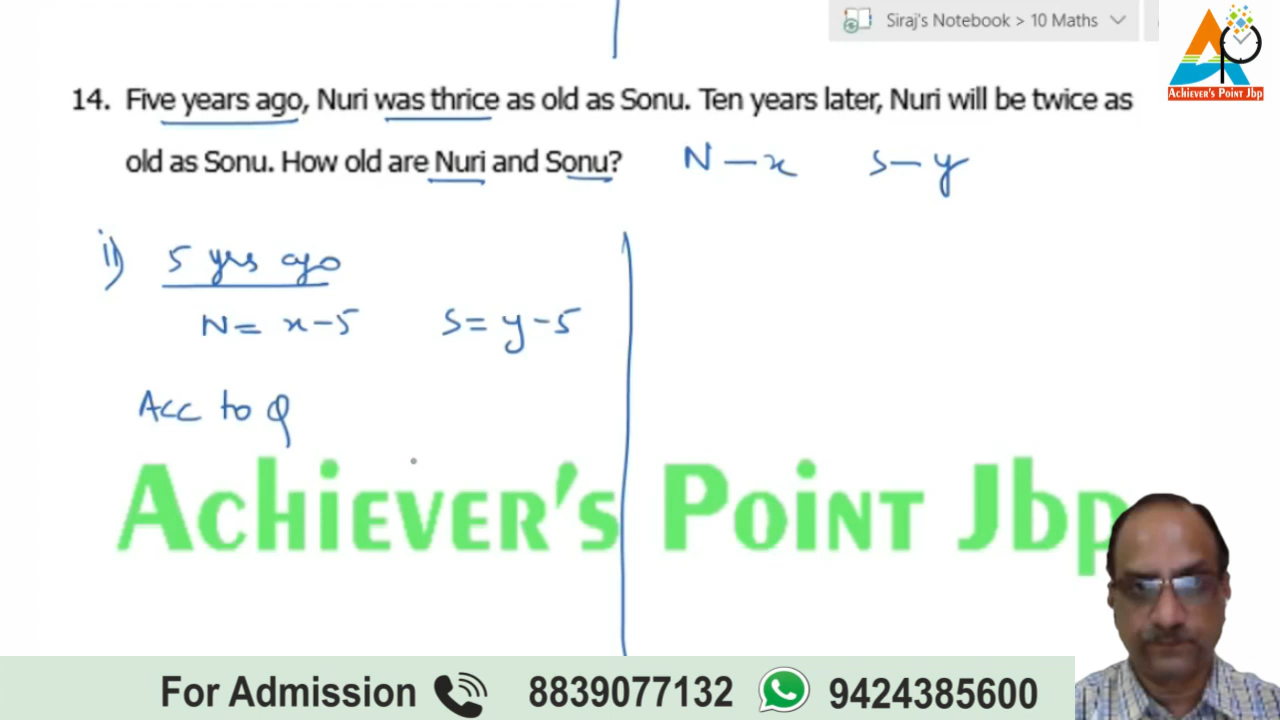 Siraj's Notebook > 10 Maths
Achiever's Point Jbp
14. Five years ago, Nuri was thrice as old as Sonu. Ten years later, Nuri will be twice as
old as Sonu. How old are Nuri and Sonu? N – x S – y
i) 5 yrs ago
N = x – 5 S = y – 5
Acc to Q
Achiever's Point Jbp
For Admission 8839077132 9424385600